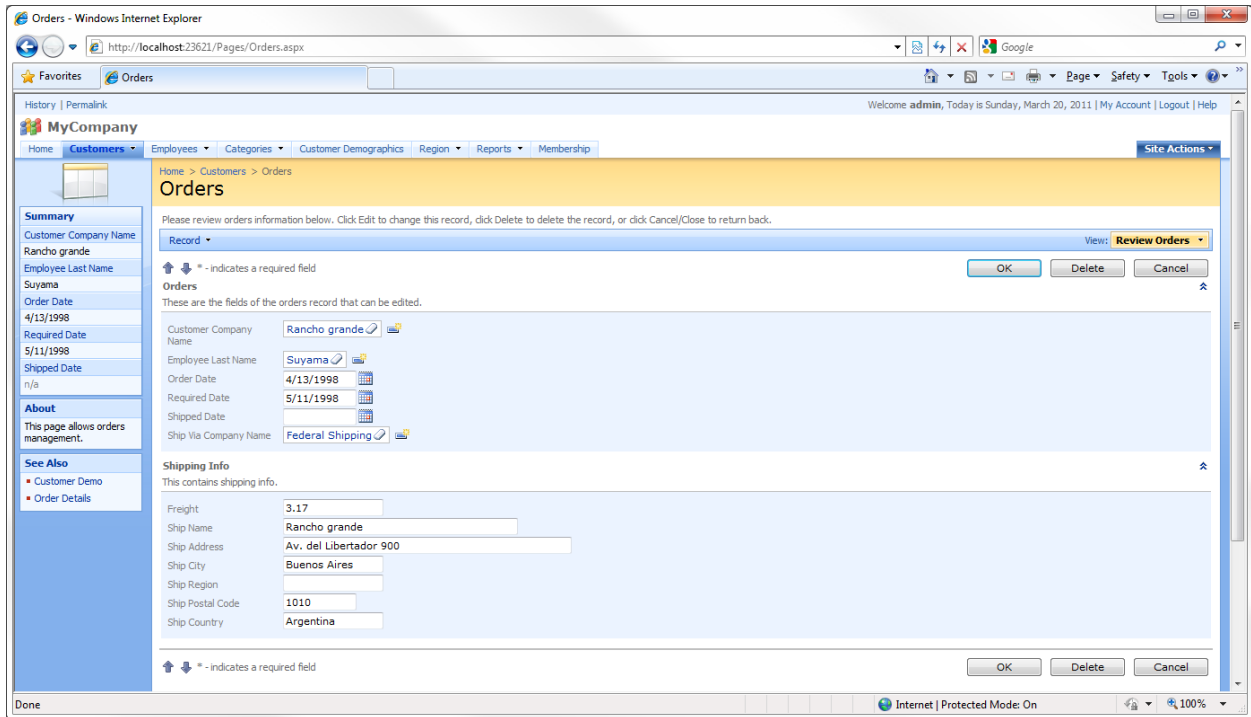 Orders - Windows Internet Explorer
http://localhost:23621/Pages/Orders.aspx
Google
Favorites
Orders
Page Safety Tools
History | Permalink
Welcome admin, Today is Sunday, March 20, 2011 | My Account | Logout | Help
MyCompany
Home Customers Employees Categories Customer Demographics Region Reports Membership
Site Actions
Home > Customers > Orders
Orders
Summary
Customer Company Name
Rancho grande
Employee Last Name
Suyama
Order Date
4/13/1998
Required Date
5/11/1998
Shipped Date
n/a
About
This page allows orders
management.
See Also
Customer Demo
Order Details
Please review orders information below. Click Edit to change this record, click Delete to delete the record, or click Cancel/Close to return back.
Record
View: Review Orders
* - indicates a required field
OK Delete Cancel
Orders
These are the fields of the orders record that can be edited.
Customer Company
Name
Rancho grande
Employee Last Name Suyama
Order Date 4/13/1998
Required Date 5/11/1998
Shipped Date
Ship Via Company Name Federal Shipping
Shipping Info
This contains shipping info.
Freight 3.17
Ship Name Rancho grande
Ship Address Av. del Libertador 900
Ship City Buenos Aires
Ship Region
Ship Postal Code 1010
Ship Country Argentina
* - indicates a required field
OK Delete Cancel
Done
Internet | Protected Mode: On
100%